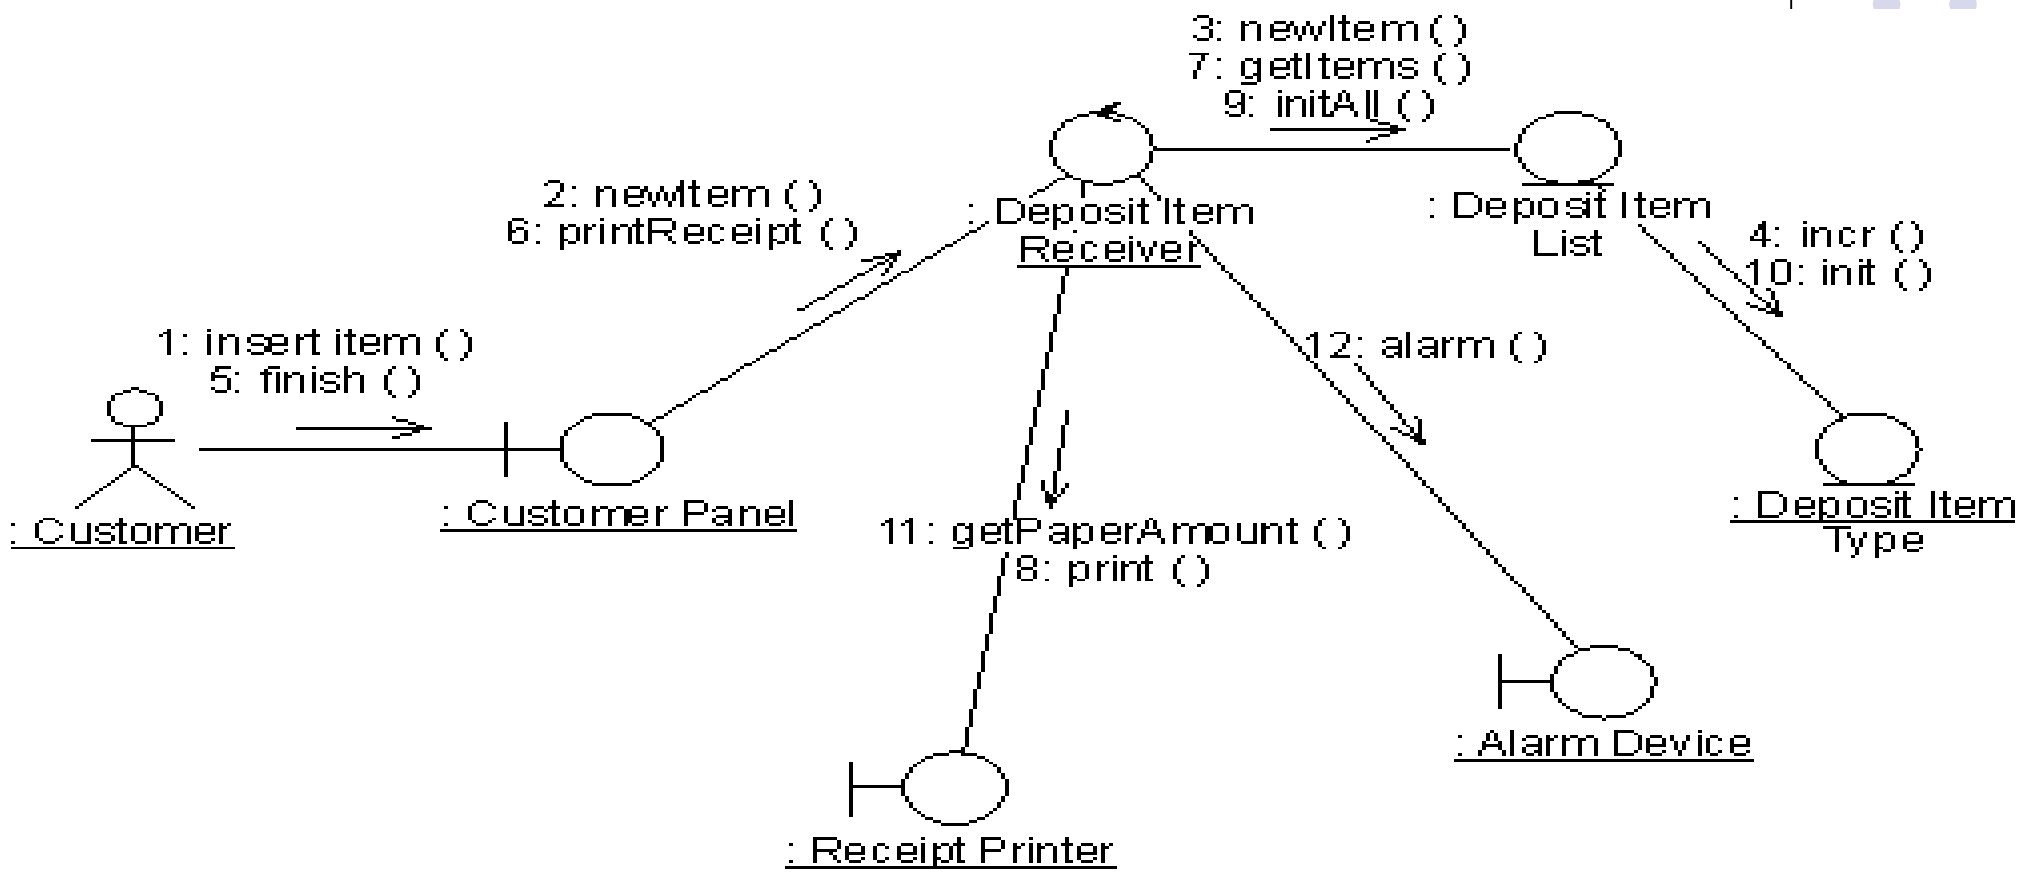 3: newItem ()
7: getItems ()
9: initAll ()
2: newItem ()
6: printReceipt ()
: Deposit Item
Receiver
: Deposit Item
List
4: incr ()
10: init ()
1: insert item ()
5: finish ()
12: alarm ()
: Customer
: Customer Panel
11: getPaperAmount ()
8: print ()
: Deposit Item
Type
: Alarm Device
: Receipt Printer